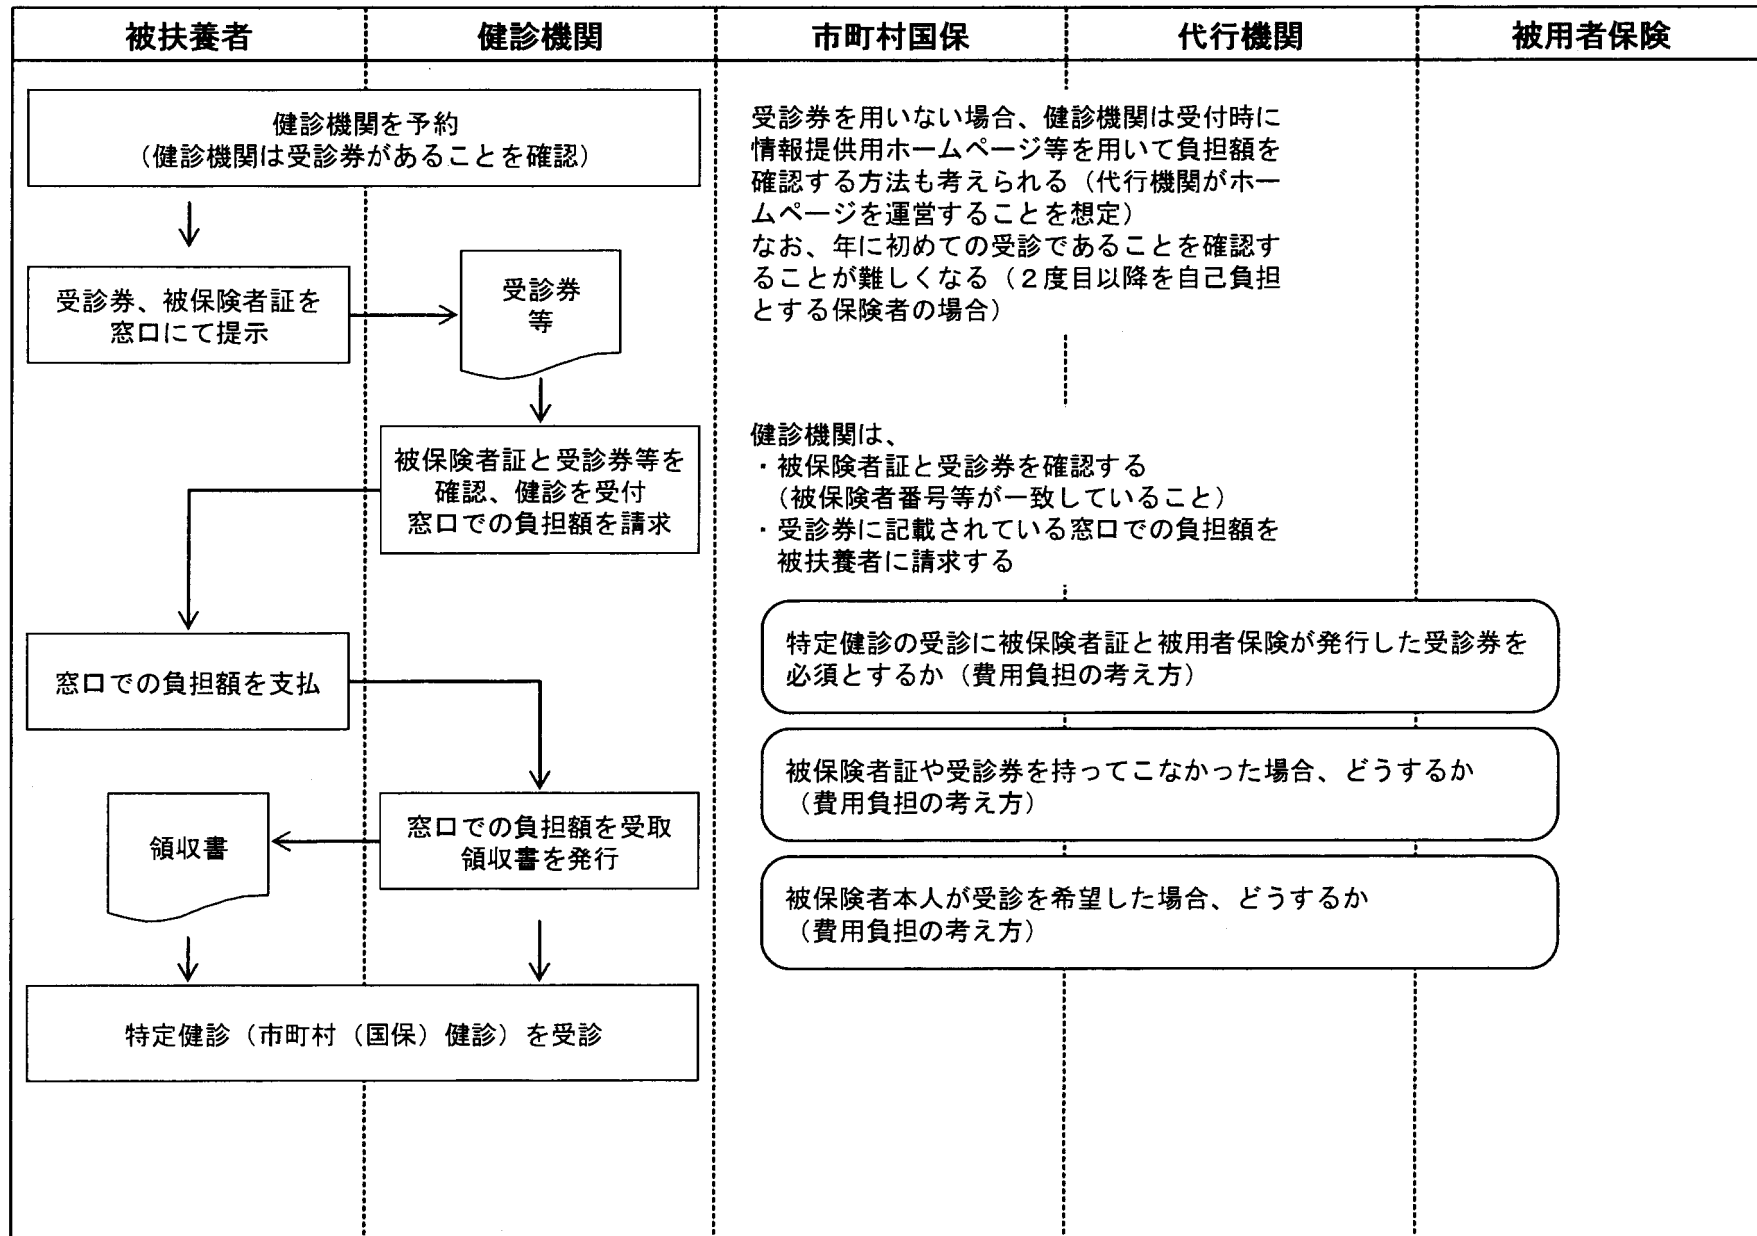 被扶養者
健診機関
市町村国保
代行機関
被用者保険
健診機関を予約
（健診機関は受診券があることを確認）
受診券、被保険者証を
窓口にて提示
受診券
等
被保険者証と受診券等を
確認、健診を受付
窓口での負担額を請求
窓口での負担額を支払
窓口での負担額を受取
領収書を発行
領収書
特定健診（市町村（国保）健診）を受診
受診券を用いない場合、健診機関は受付時に
情報提供用ホームページ等を用いて負担額を
確認する方法も考えられる（代行機関がホー
ムページを運営することを想定）
なお、年に初めての受診であることを確認す
ることが難しくなる（２度目以降を自己負担
とする保険者の場合）
健診機関は、
・被保険者証と受診券を確認する
（被保険者番号等が一致していること）
・受診券に記載されている窓口での負担額を
被扶養者に請求する
特定健診の受診に被保険者証と被用者保険が発行した受診券を
必須とするか（費用負担の考え方）
被保険者証や受診券を持ってこなかった場合、どうするか
（費用負担の考え方）
被保険者本人が受診を希望した場合、どうするか
（費用負担の考え方）